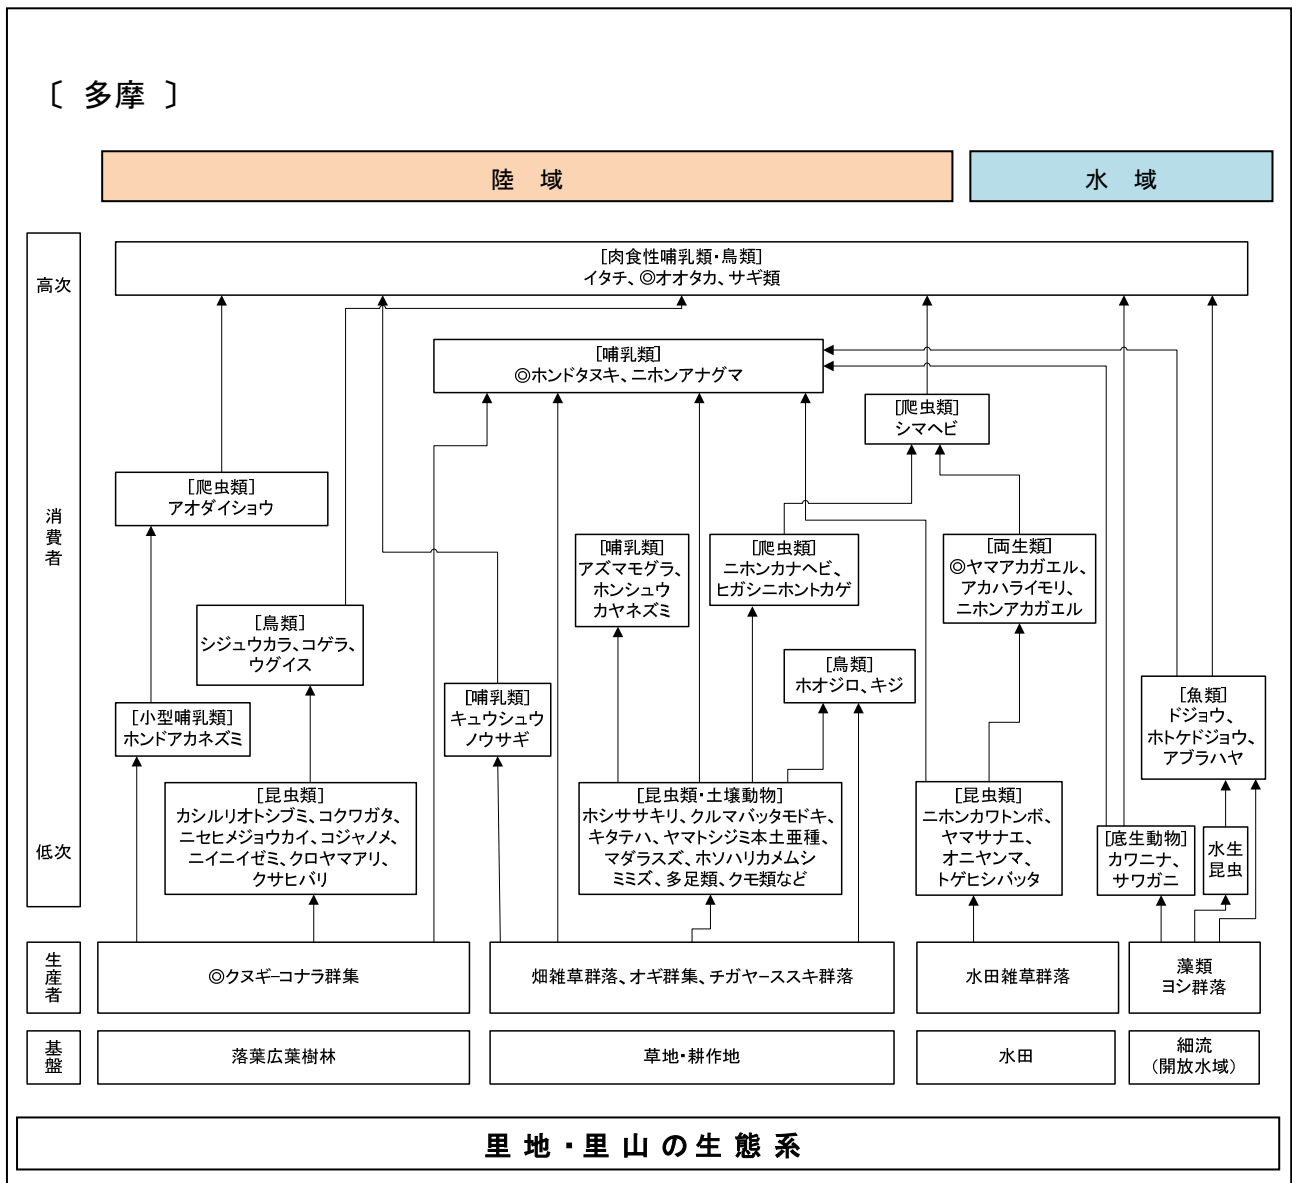 〔 多摩 〕
陸 域
水 域
高次
消費者
低次
[肉食性哺乳類・鳥類]
イタチ、◎オオタカ、サギ類
[哺乳類]
◎ホンドタヌキ、ニホンアナグマ
[爬虫類]
シマヘビ
[爬虫類]
アオダイショウ
[哺乳類]
アズマモグラ、
ホンシュウ
カヤネズミ
[爬虫類]
ニホンカナヘビ、
ヒガシニホントカゲ
[両生類]
◎ヤマアカガエル、
アカハライモリ、
ニホンアカガエル
[鳥類]
シジュウカラ、コゲラ、
ウグイス
[鳥類]
ホオジロ、キジ
[哺乳類]
キュウシュウ
ノウサギ
[魚類]
ドジョウ、
ホトケドジョウ、
アブラハヤ
[小型哺乳類]
ホンドアカネズミ
[昆虫類]
カシルリオトシブミ、コクワガタ、
ニセヒメジョウカイ、コジャノメ、
ニイニイゼミ、クロヤマアリ、
クサヒバリ
[昆虫類・土壌動物]
ホシササキリ、クルマバッタモドキ、
キタテハ、ヤマトシジミ本土亜種、
マダラスズ、ホソハリカメムシ
ミミズ、多足類、クモ類など
[昆虫類]
ニホンカワトンボ、
ヤマサナエ、
オニヤンマ、
トゲヒシバッタ
[底生動物]
カワニナ、
サワガニ
水生
昆虫
生産者
◎クヌギ−コナラ群集
畑雑草群落、オギ群集、チガヤ−ススキ群落
水田雑草群落
藻類
ヨシ群落
基盤
落葉広葉樹林
草地・耕作地
水田
細流
（開放水域）
里地・里山の生態系